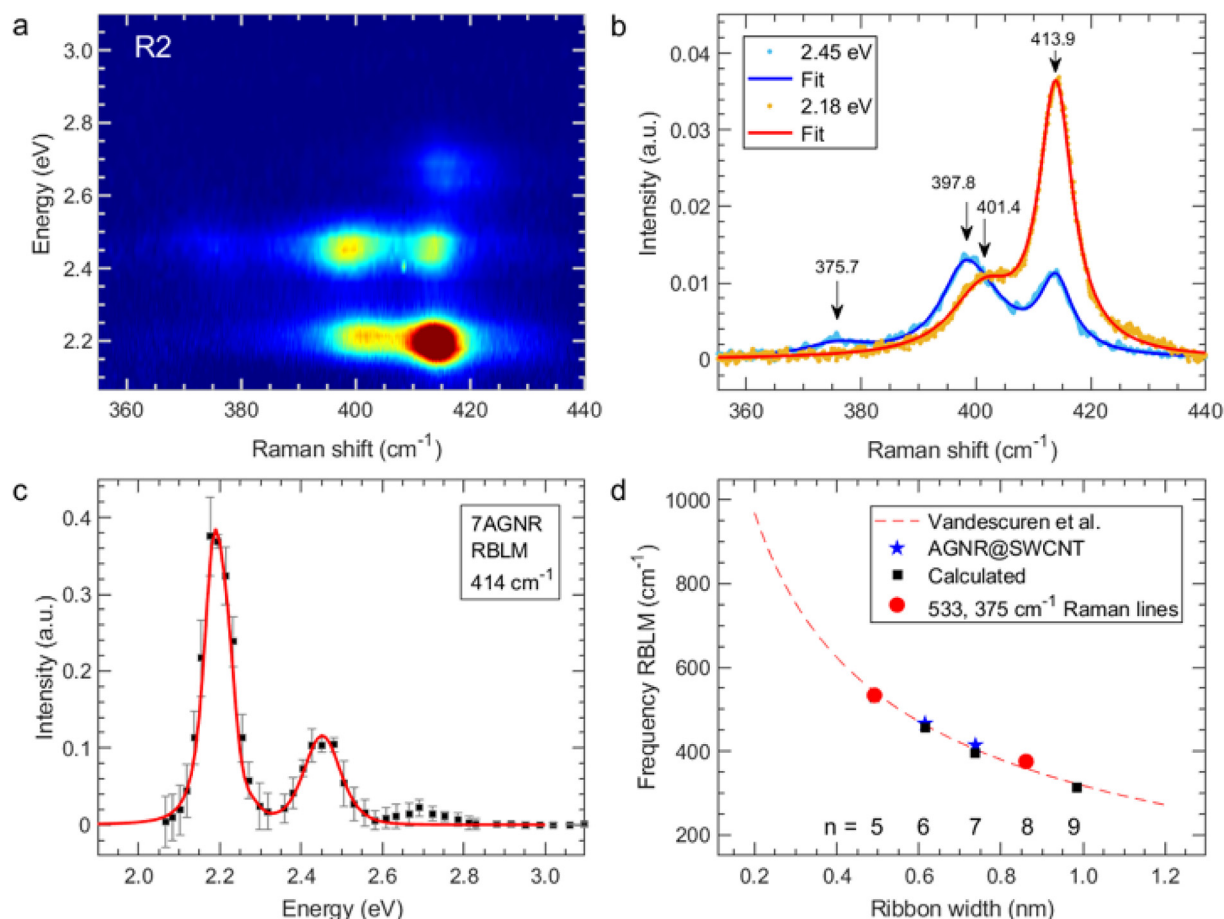 a
R2
3.0
2.8
2.6
2.4
2.2
Energy (eV)
360
380
400
420
440
Raman shift (cm⁻¹)
b
2.45 eV
Fit
2.18 eV
Fit
413.9
397.8
401.4
375.7
0.04
0.03
0.02
0.01
0
Intensity (a.u.)
360
380
400
420
440
Raman shift (cm⁻¹)
c
7AGNR
RBLM
414 cm⁻¹
0.4
0.3
0.2
0.1
0
Intensity (a.u.)
2.0
2.2
2.4
2.6
2.8
3.0
Energy (eV)
d
Vandescuren et al.
AGNR@SWCNT
Calculated
533, 375 cm⁻¹ Raman lines
1000
800
600
400
200
Frequency RBLM (cm⁻¹)
n = 5 6 7 8 9
0.2
0.4
0.6
0.8
1.0
1.2
Ribbon width (nm)